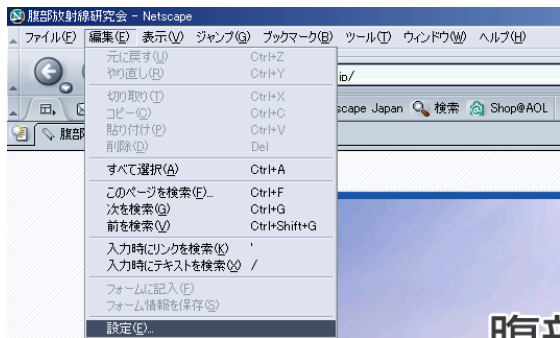 腹部放射線研究会 - Netscape
ファイル(F) 編集(E) 表示(V) ジャンプ(G) ブックマーク(B) ツール(T) ウィンドウ(W) ヘルプ(H)
元に戻す(U) Ctrl+Z
やり直し(R) Ctrl+Y
切り取り(T) Ctrl+X
コピー(C) Ctrl+C
貼り付け(P) Ctrl+V
削除(D) Del
すべて選択(A) Ctrl+A
このページを検索(F)... Ctrl+F
次を検索(G) Ctrl+G
前を検索(V) Ctrl+Shift+G
入力時にリンクを検索(K) '
入力時にテキストを検索(X) /
フォームに記入(F)
フォーム情報を保存(S)
設定(E)...
jp/
scape Japan 検索 Shop@AOL
腹部
腹部